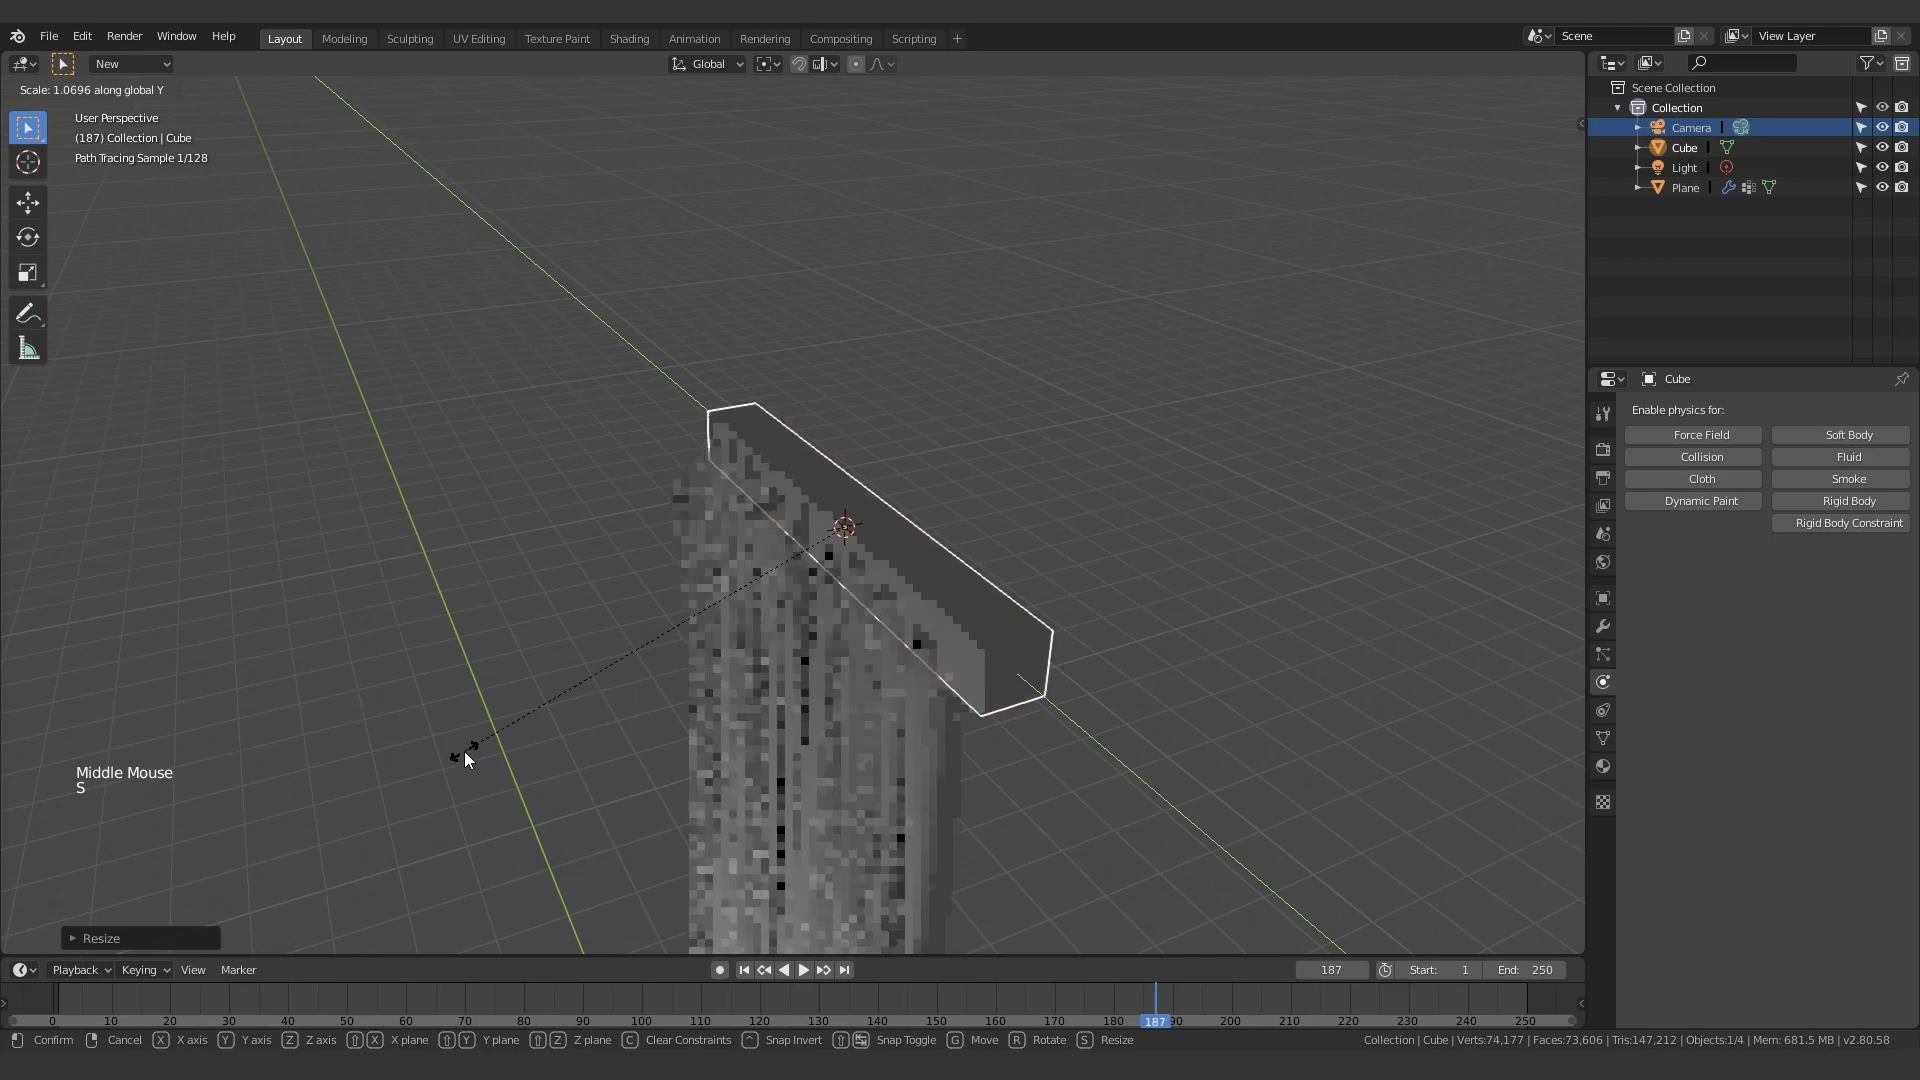 File Edit Render Window Help Layout Modeling Sculpting UV Editing Texture Paint Shading Animation Rendering Compositing Scripting + Scene View Layer
New Global
Scale: 1.0696 along global Y
User Perspective
(187) Collection | Cube
Path Tracing Sample 1/128
Scene Collection
Collection
Camera
Cube
Light
Plane
Cube
Enable physics for:
Force Field Soft Body
Collision Fluid
Cloth Smoke
Dynamic Paint Rigid Body
Rigid Body Constraint
Middle Mouse
S
Resize
Playback Keying View Marker 187 Start: 1 End: 250
0 10 20 30 40 50 60 70 80 90 100 110 120 130 140 150 160 170 180 187 90 200 210 220 230 240 250
Confirm Cancel X X axis Y Y axis Z Z axis X X plane Y Y plane Z Z plane C Clear Constraints ^ Snap Invert Snap Toggle G Move R Rotate S Resize Collection | Cube | Verts:74,177 | Faces:73,606 | Tris:147,212 | Objects:1/4 | Mem: 681.5 MB | v2.80.58